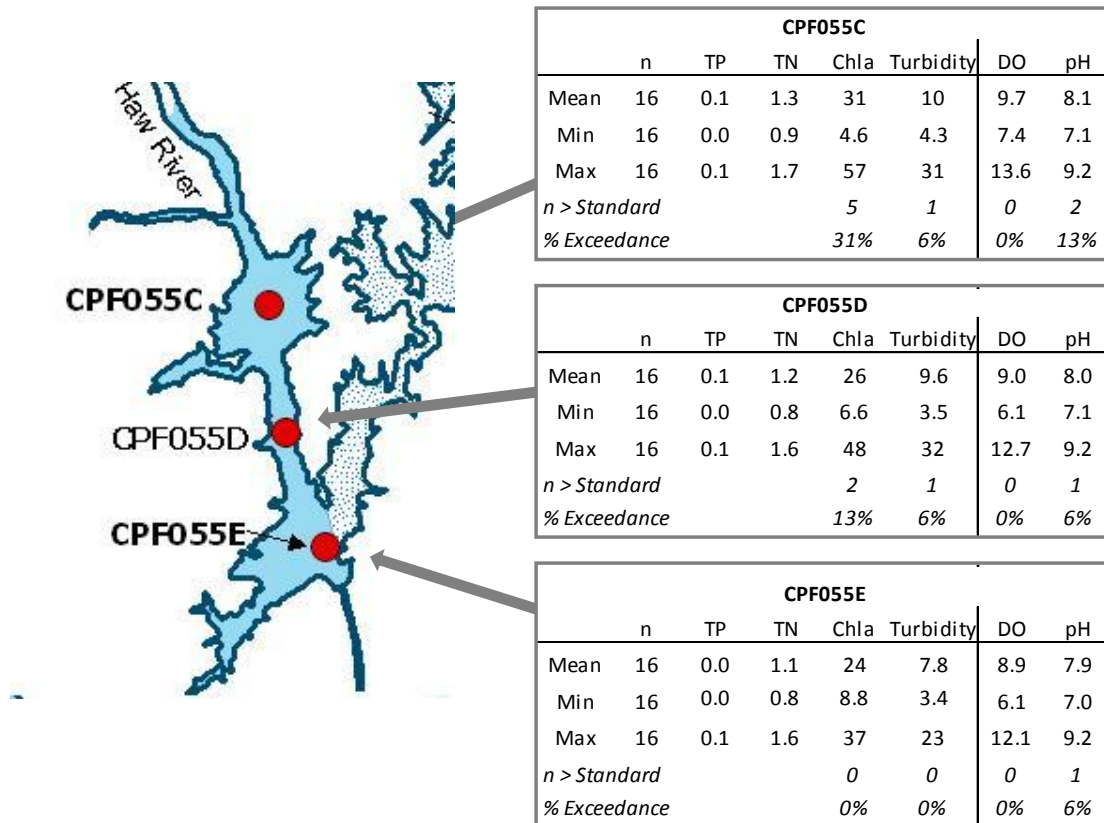 Haw River
CPF055C
CPF055D
CPF055E
CPF055C
n TP TN Chla Turbidity DO pH
Mean 16 0.1 1.3 31 10 9.7 8.1
Min 16 0.0 0.9 4.6 4.3 7.4 7.1
Max 16 0.1 1.7 57 31 13.6 9.2
n > Standard 5 1 0 2
% Exceedance 31% 6% 0% 13%
CPF055D
n TP TN Chla Turbidity DO pH
Mean 16 0.1 1.2 26 9.6 9.0 8.0
Min 16 0.0 0.8 6.6 3.5 6.1 7.1
Max 16 0.1 1.6 48 32 12.7 9.2
n > Standard 2 1 0 1
% Exceedance 13% 6% 0% 6%
CPF055E
n TP TN Chla Turbidity DO pH
Mean 16 0.0 1.1 24 7.8 8.9 7.9
Min 16 0.0 0.8 8.8 3.4 6.1 7.0
Max 16 0.1 1.6 37 23 12.1 9.2
n > Standard 0 0 0 1
% Exceedance 0% 0% 0% 6%